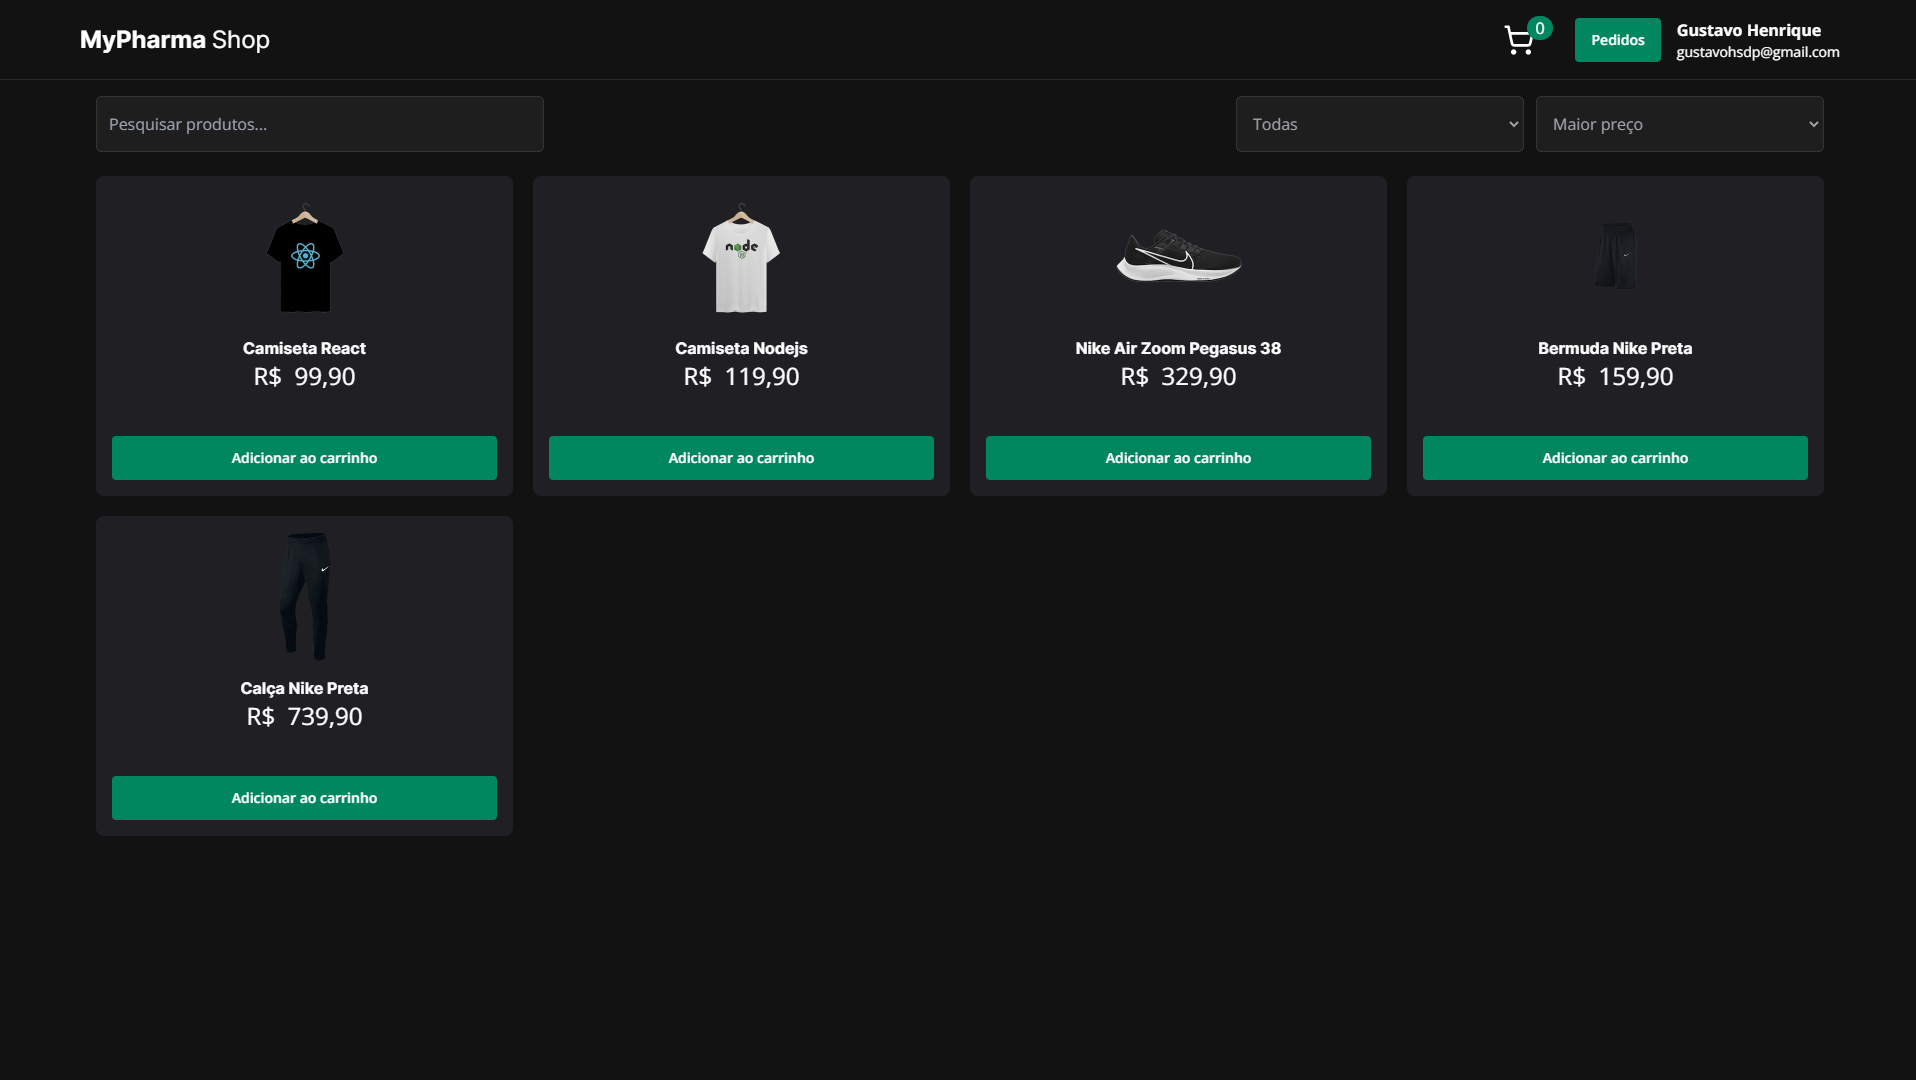 MyPharma Shop
0
Pedidos
Gustavo Henrique
gustavohsdp@gmail.com
Pesquisar produtos...
Todas
Maior preço
node
JS
Camiseta React
R$ 99,90
Adicionar ao carrinho
Camiseta Nodejs
R$ 119,90
Adicionar ao carrinho
Nike Air Zoom Pegasus 38
R$ 329,90
Adicionar ao carrinho
Bermuda Nike Preta
R$ 159,90
Adicionar ao carrinho
Calça Nike Preta
R$ 739,90
Adicionar ao carrinho